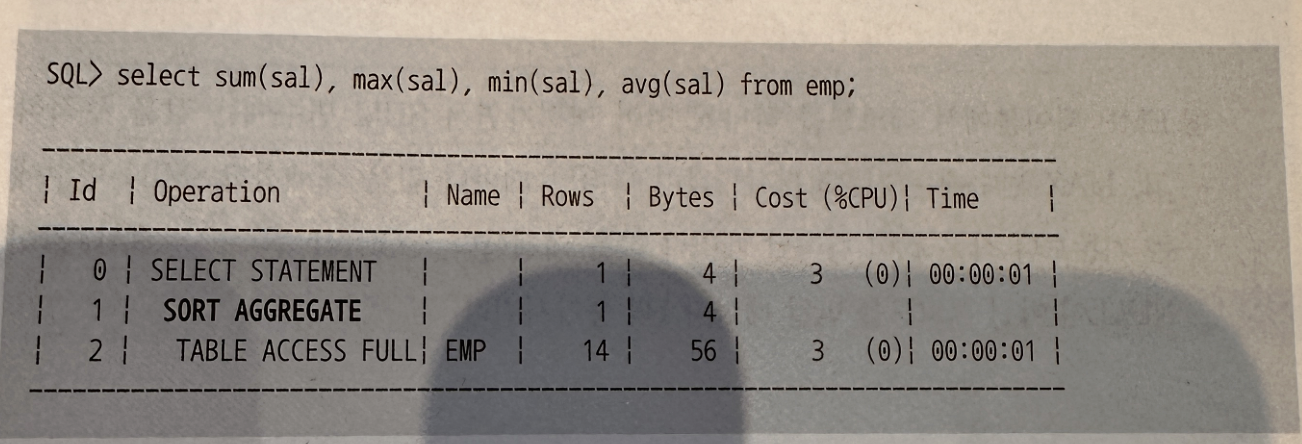 SQL> select sum(sal), max(sal), min(sal), avg(sal) from emp;
---------------------------------------------------------------------------
| Id  | Operation          | Name | Rows  | Bytes | Cost (%CPU)| Time     |
---------------------------------------------------------------------------
|   0 | SELECT STATEMENT   |      |     1 |     4 |     3   (0)| 00:00:01 |
|   1 |  SORT AGGREGATE    |      |     1 |     4 |            |          |
|   2 |   TABLE ACCESS FULL| EMP  |    14 |    56 |     3   (0)| 00:00:01 |
---------------------------------------------------------------------------